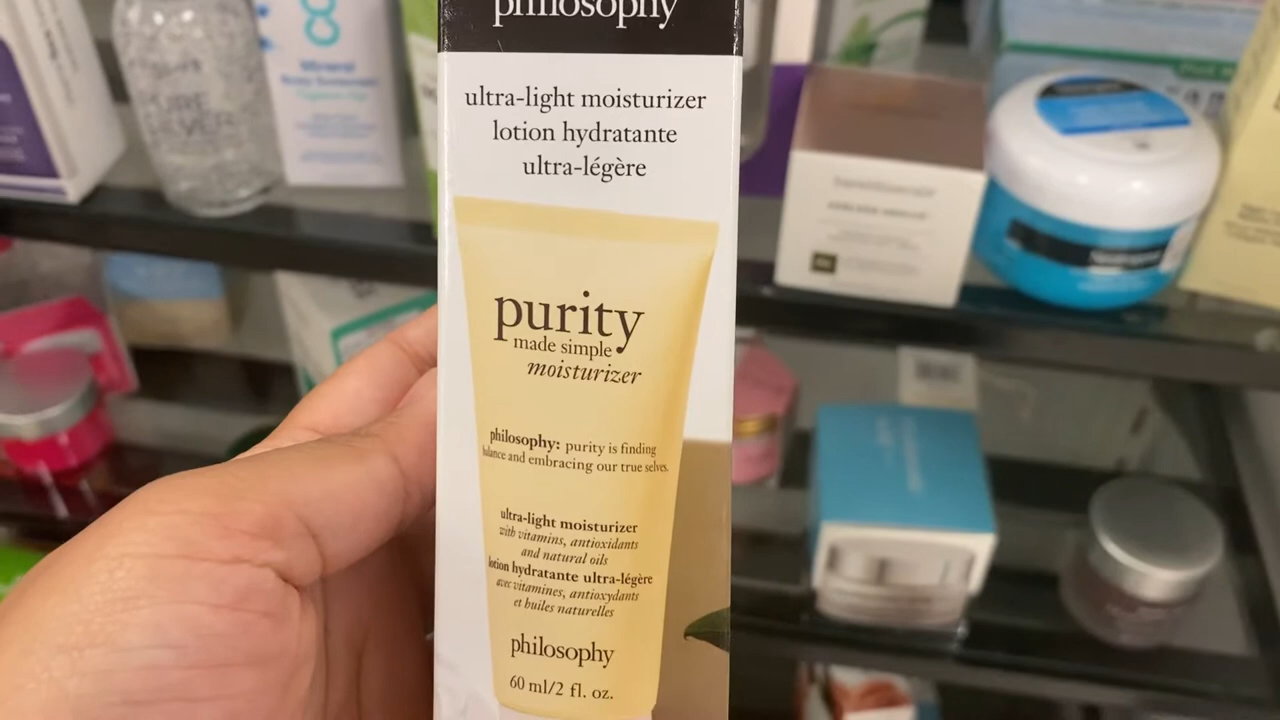 philosophy
ultra-light moisturizer
lotion hydratante
ultra-légère
purity
made simple
moisturizer
philosophy: purity is finding
balance and embracing our true selves.
ultra-light moisturizer
with vitamins, antioxidants
and natural oils
lotion hydratante ultra-légère
avec vitamines, antioxydants
et huiles naturelles
philosophy
60 ml/2 fl. oz.
Mineral
Neutrogena